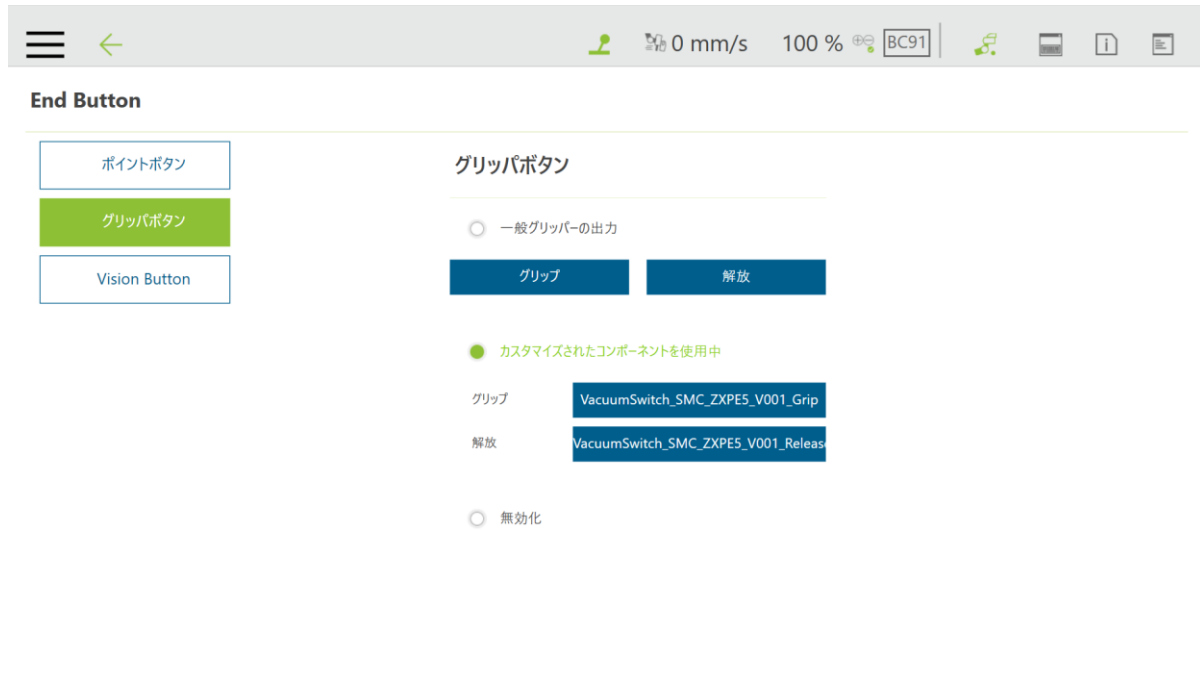 0 mm/s 100 % BC91
End Button
ポイントボタン
グリッパボタン
Vision Button
グリッパボタン
一般グリッパーの出力
グリップ 解放
カスタマイズされたコンポーネントを使用中
グリップ VacuumSwitch_SMC_ZXPE5_V001_Grip
解放 VacuumSwitch_SMC_ZXPE5_V001_Releas
無効化